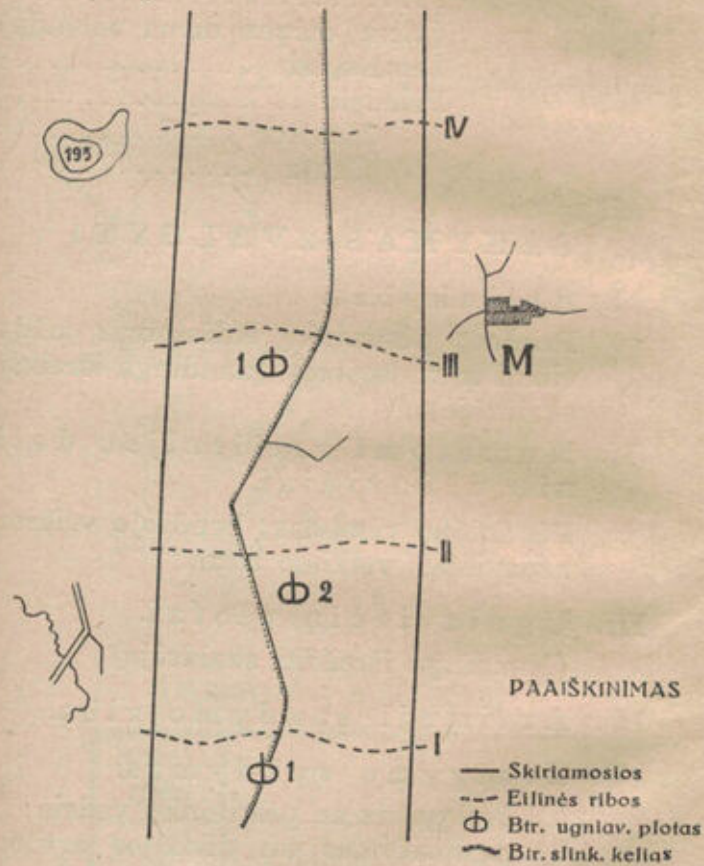 IV
195
1
III
M
II
2
I
1
PAAIŠKINIMAS
Skiriamosios
Eilinės ribos
Btr. ugniav. plotas
Btr. slink. kelias